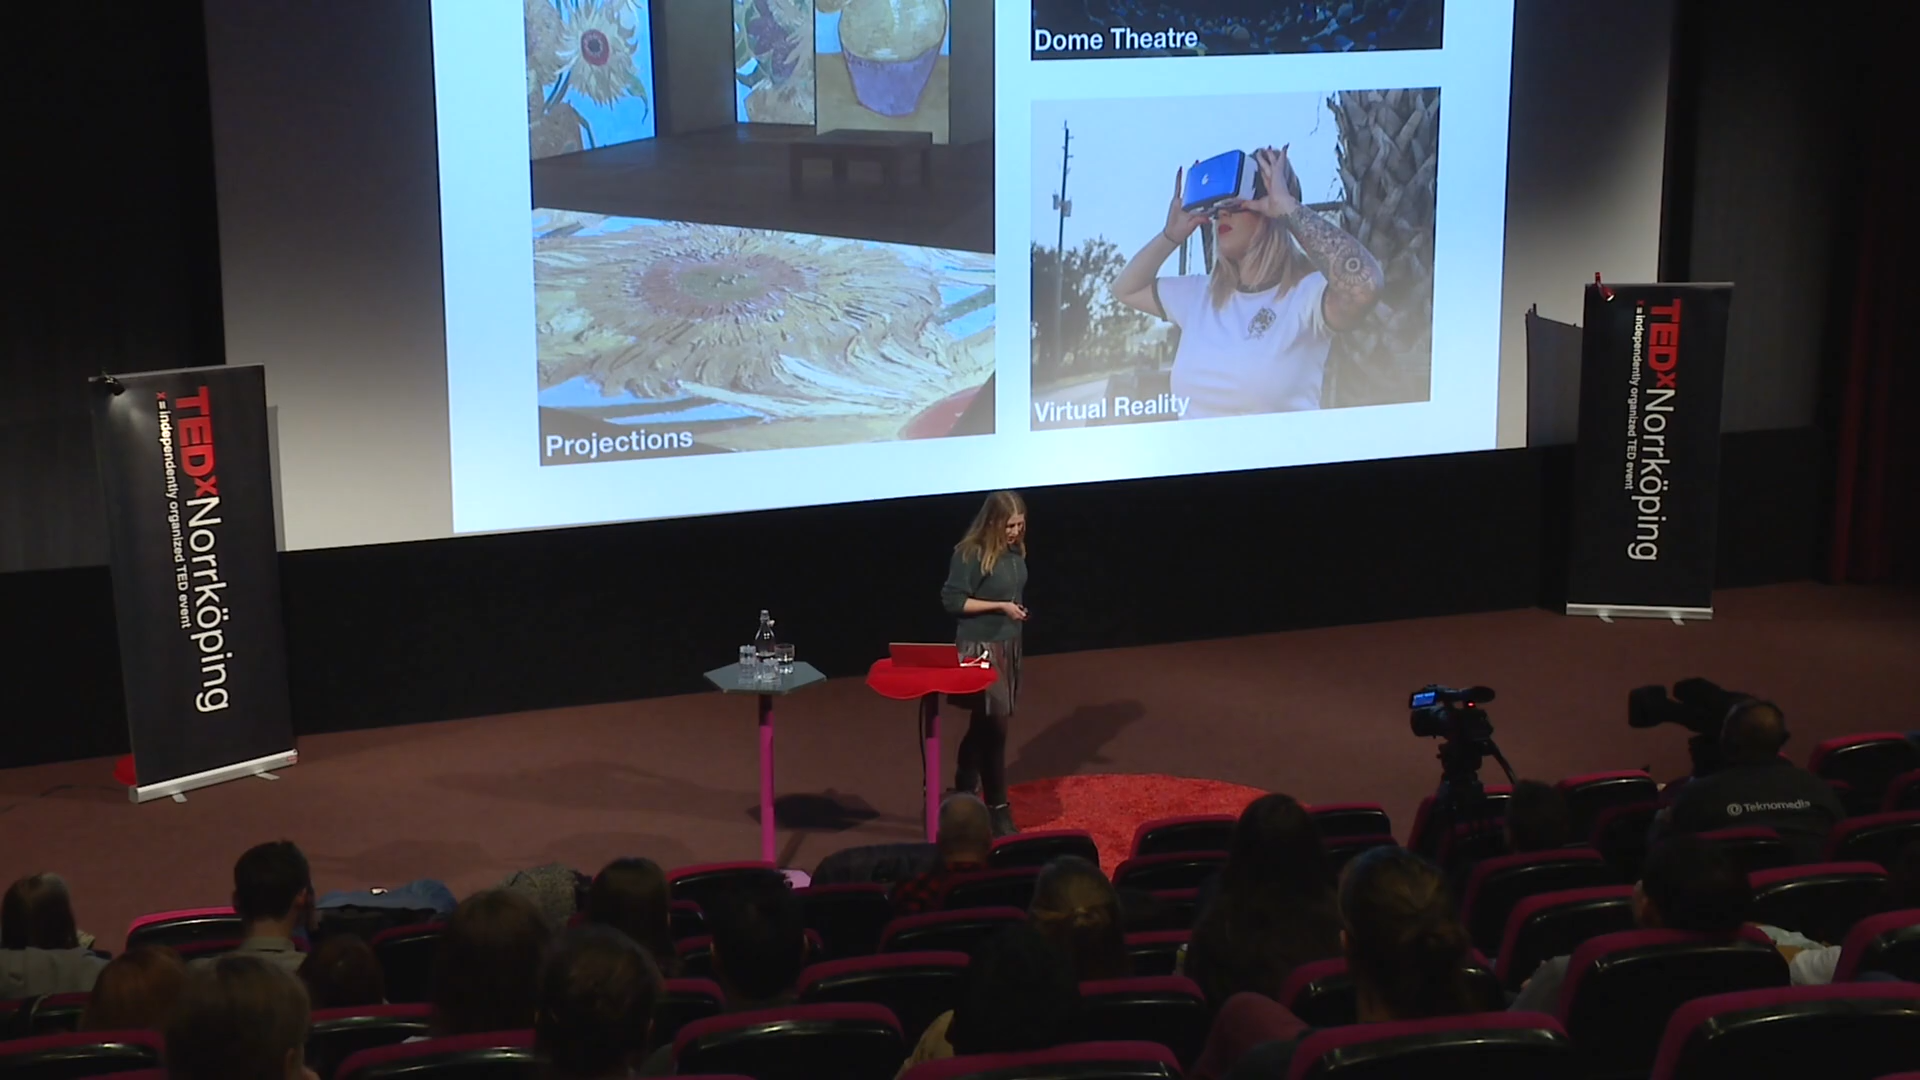 Dome Theatre
Projections
Virtual Reality
TEDxNorrköping
x = independently organized TED event
TEDxNorrköping
x = independently organized TED event
Teknomedia